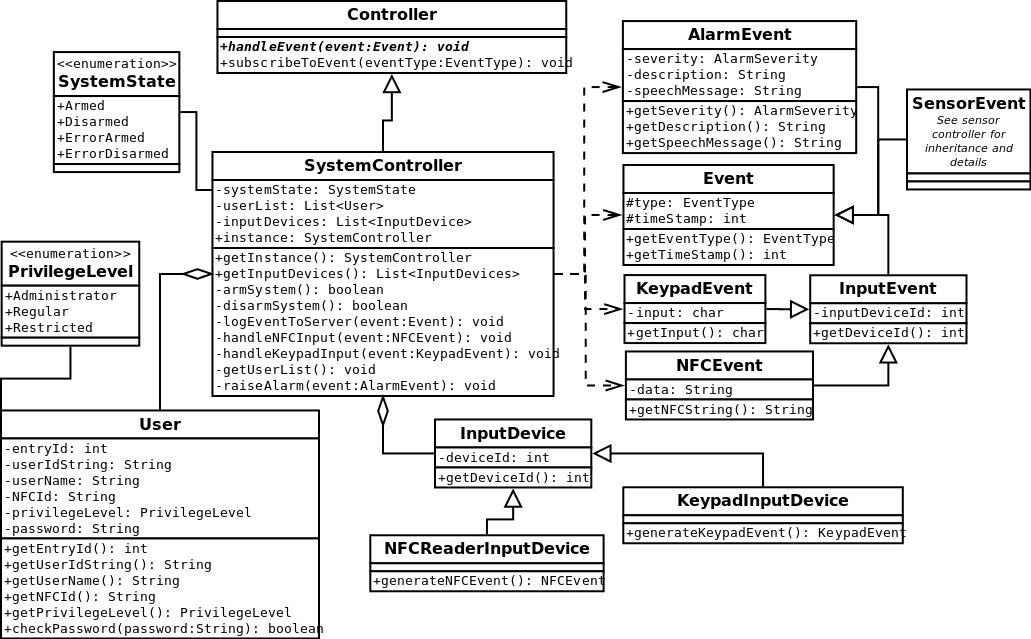 Controller
+handleEvent(event:Event): void
+subscribeToEvent(eventType:EventType): void
<<enumeration>>
SystemState
+Armed
+Disarmed
+ErrorArmed
+ErrorDisarmed
AlarmEvent
-severity: AlarmSeverity
-description: String
-speechMessage: String
+getSeverity(): AlarmSeverity
+getDescription(): String
+getSpeechMessage(): String
SensorEvent
See sensor
controller for
inheritance and
details
SystemController
-systemState: SystemState
-userList: List<User>
-inputDevices: List<InputDevice>
+instance: SystemController
+getInstance(): SystemController
+getInputDevices(): List<InputDevices>
-armSystem(): boolean
-disarmSystem(): boolean
-logEventToServer(event:Event): void
-handleNFCInput(event:NFCEvent): void
-handleKeypadInput(event:KeypadEvent): void
-getUserList(): void
-raiseAlarm(event:AlarmEvent): void
Event
#type: EventType
#timeStamp: int
+getEventType(): EventType
+getTimeStamp(): int
<<enumeration>>
PrivilegeLevel
+Administrator
+Regular
+Restricted
KeypadEvent
-input: char
+getInput(): char
InputEvent
-inputDeviceId: int
+getDeviceId(): int
NFCEvent
-data: String
+getNFCString(): String
User
-entryId: int
-userIdString: String
-userName: String
-NFCId: String
-privilegeLevel: PrivilegeLevel
-password: String
+getEntryId(): int
+getUserIdString(): String
+getUserName(): String
+getNFCId(): String
+getPrivilegeLevel(): PrivilegeLevel
+checkPassword(password:String): boolean
InputDevice
-deviceId: int
+getDeviceId(): int
KeypadInputDevice
+generateKeypadEvent(): KeypadEvent
NFCReaderInputDevice
+generateNFCEvent(): NFCEvent